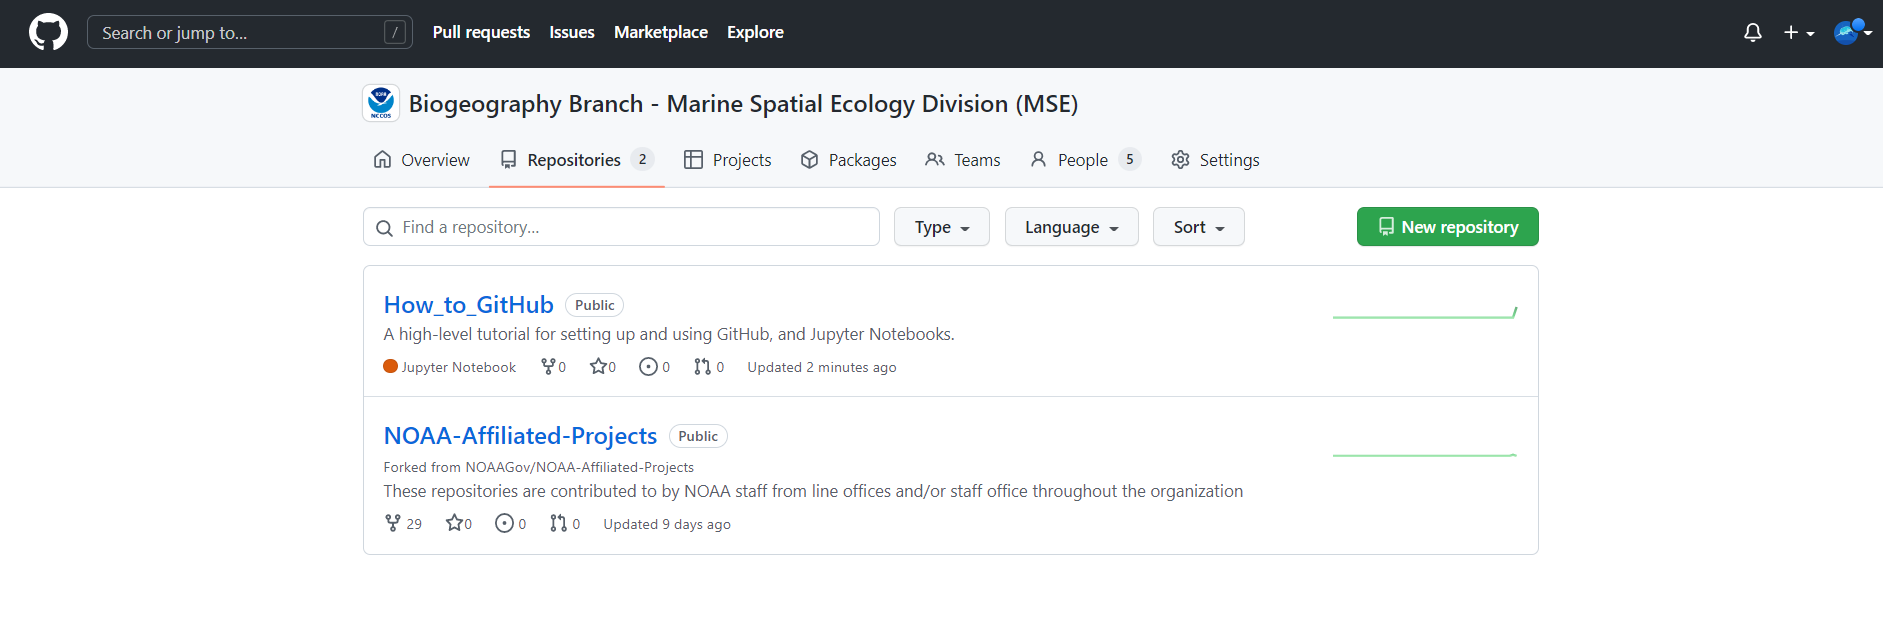 Search or jump to... / Pull requests Issues Marketplace Explore
NOAA
NCCOS
Biogeography Branch - Marine Spatial Ecology Division (MSE)
Overview Repositories 2 Projects Packages Teams People 5 Settings
Find a repository... Type Language Sort New repository
How_to_GitHub Public
A high-level tutorial for setting up and using GitHub, and Jupyter Notebooks.
Jupyter Notebook 0 0 0 0 Updated 2 minutes ago
NOAA-Affiliated-Projects Public
Forked from NOAAGov/NOAA-Affiliated-Projects
These repositories are contributed to by NOAA staff from line offices and/or staff office throughout the organization
29 0 0 0 Updated 9 days ago